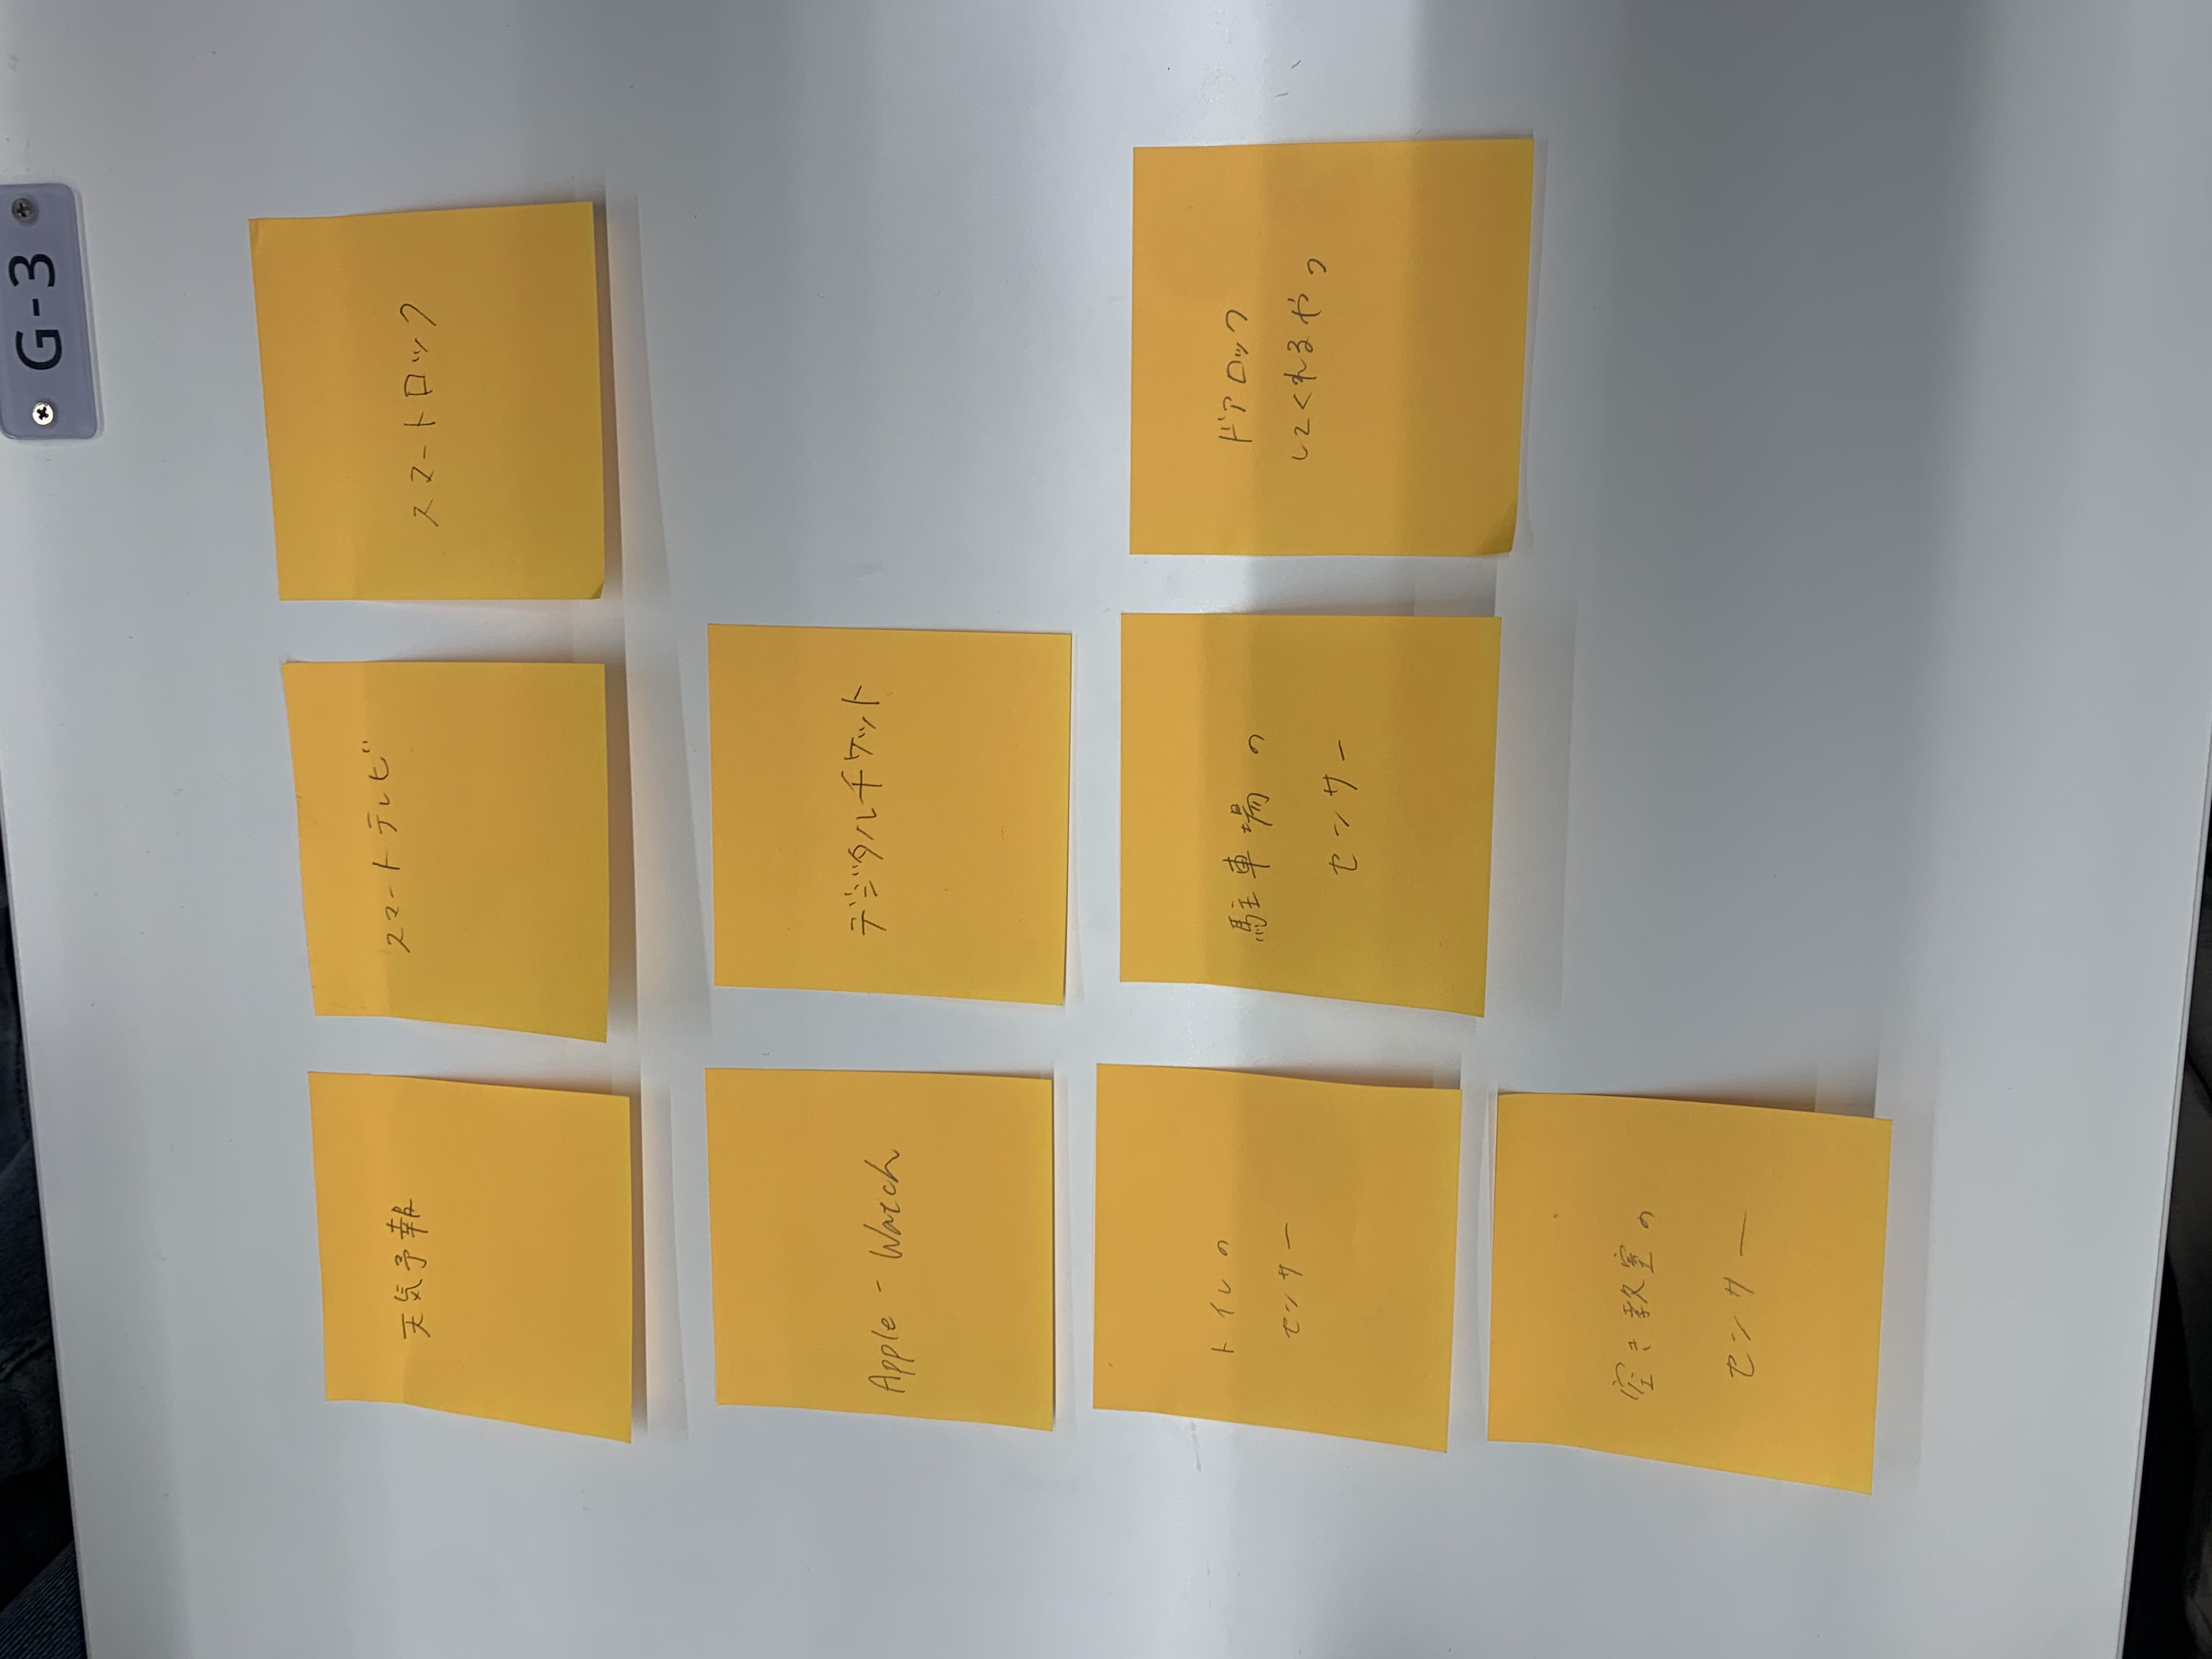 G-3
天気予報
スマートテレビ
スマートロック
Apple - Watch
デジタルチケット
トイレの
センサー
駐車場の
センサー
ドアロック
してくれるやつ
空き教室の
センサー